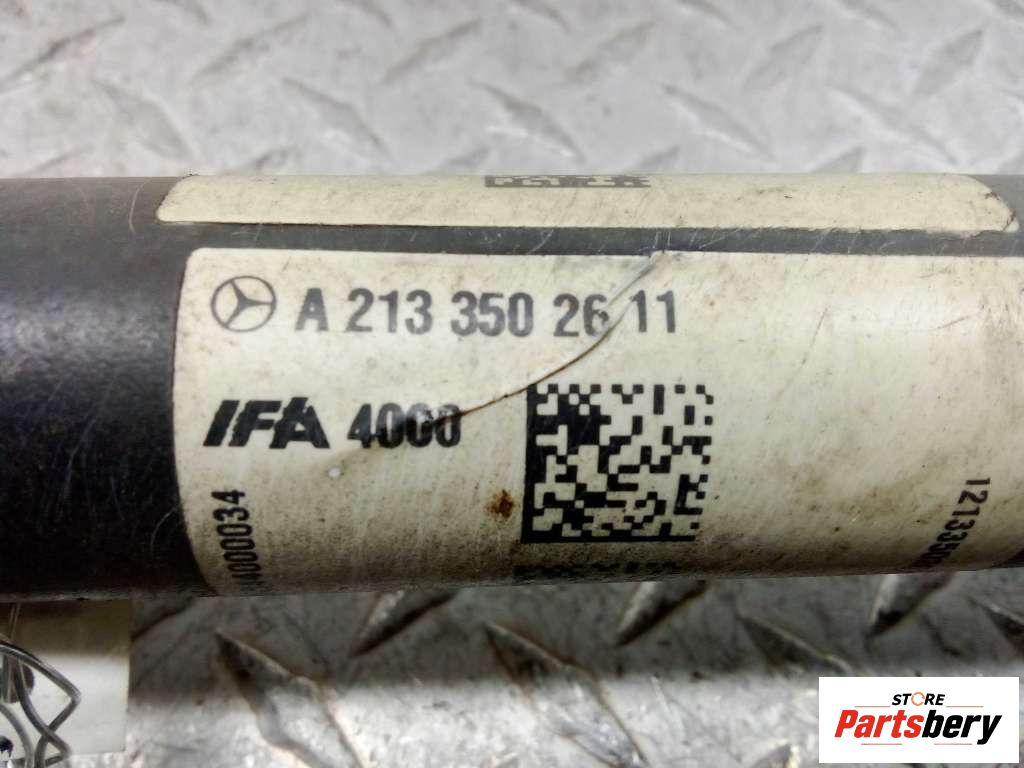 A 213 350 26 11
IFA 4000
STORE
Partsbery